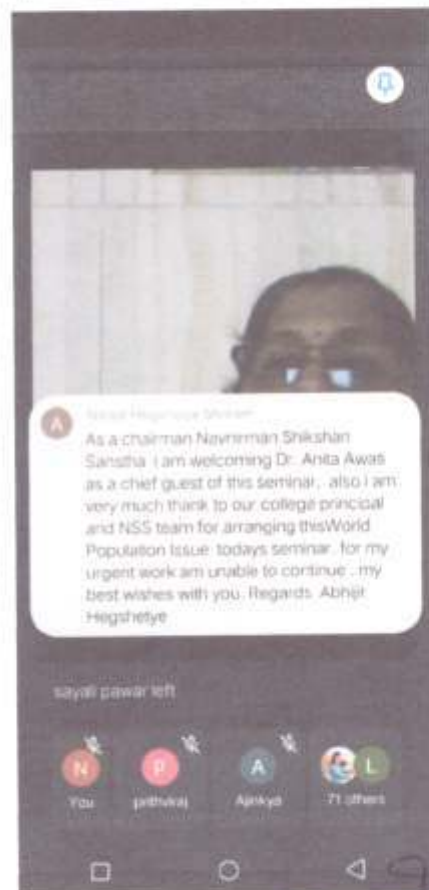 A
As a chairman Navnirman Shikshan
Sanstha i am welcoming Dr. Anita Awati
as a chief guest of this seminar, also i am
very much thank to our college principal
and NSS team for arranging thisWorld
Population Issue todays seminar. for my
urgent work am unable to continue , my
best wishes with you. Regards. Abhijit
Hegshetye
sayali pawar left
N P A L
You prithviraj Ajinkya 71 others